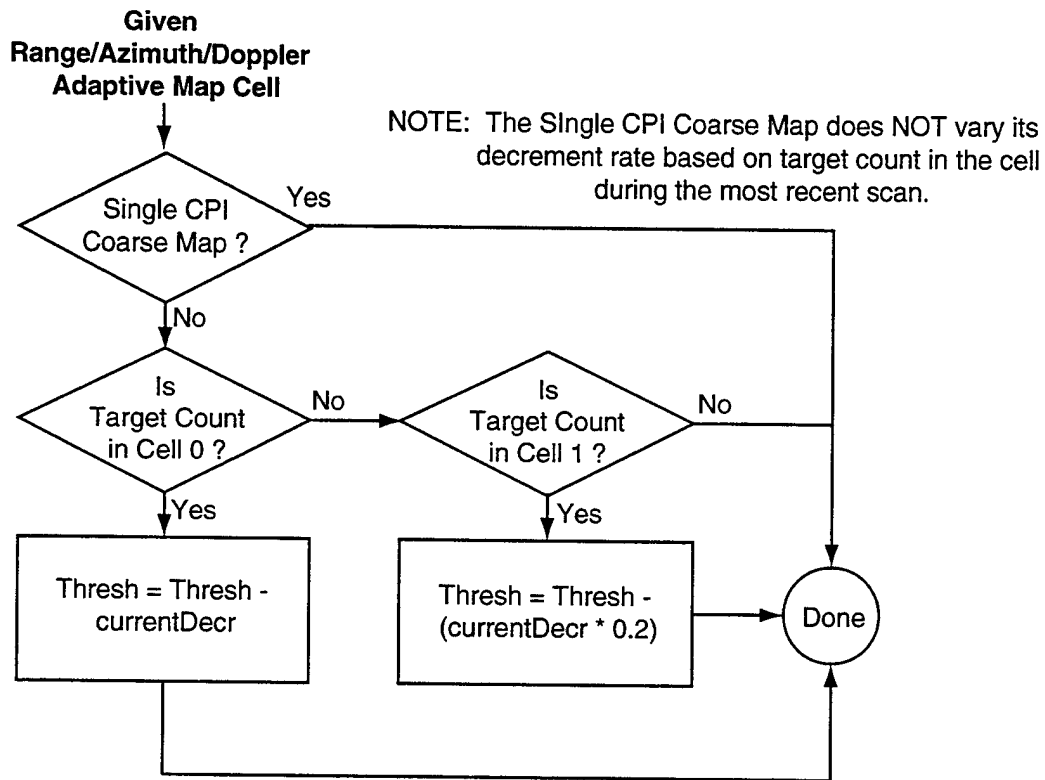 Given
Range/Azimuth/Doppler
Adaptive Map Cell
NOTE: The SIngle CPI Coarse Map does NOT vary its
decrement rate based on target count in the cell
during the most recent scan.
Single CPI
Coarse Map ?
Yes
No
Is
Target Count
in Cell 0 ?
No
Is
Target Count
in Cell 1 ?
No
Yes
Yes
Thresh = Thresh -
currentDecr
Thresh = Thresh -
(currentDecr * 0.2)
Done